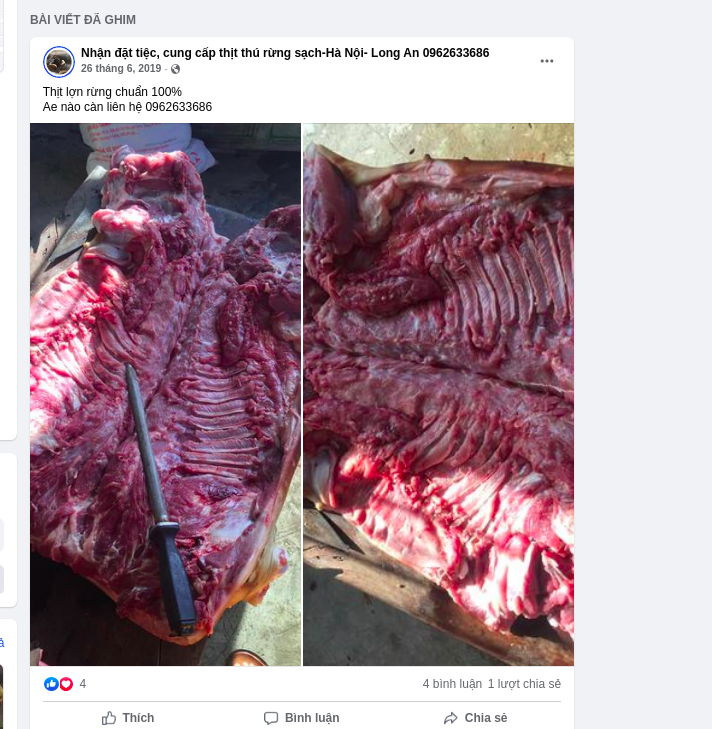 BÀI VIẾT ĐÃ GHIM
Nhận đặt tiệc, cung cấp thịt thú rừng sạch-Hà Nội- Long An 0962633686
26 tháng 6, 2019 ·
Thịt lợn rừng chuẩn 100%
Ae nào càn liên hệ 0962633686
4
4 bình luận 1 lượt chia sẻ
Thích Bình luận Chia sẻ